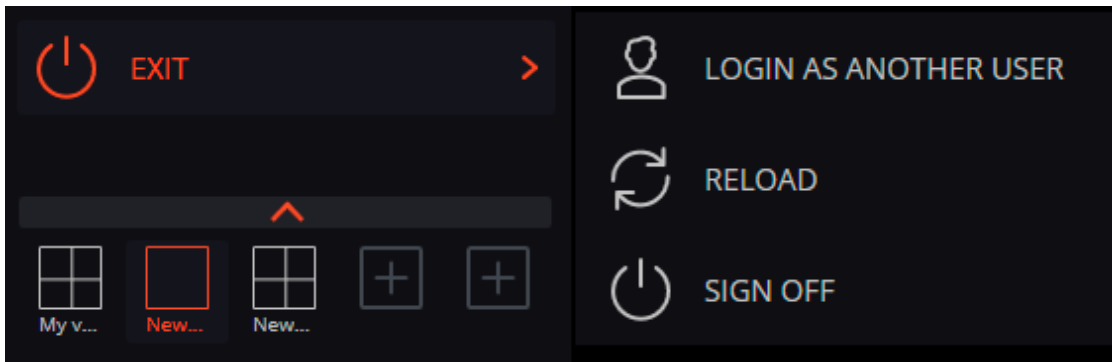 EXIT
My v...
New...
New...
LOGIN AS ANOTHER USER
RELOAD
SIGN OFF